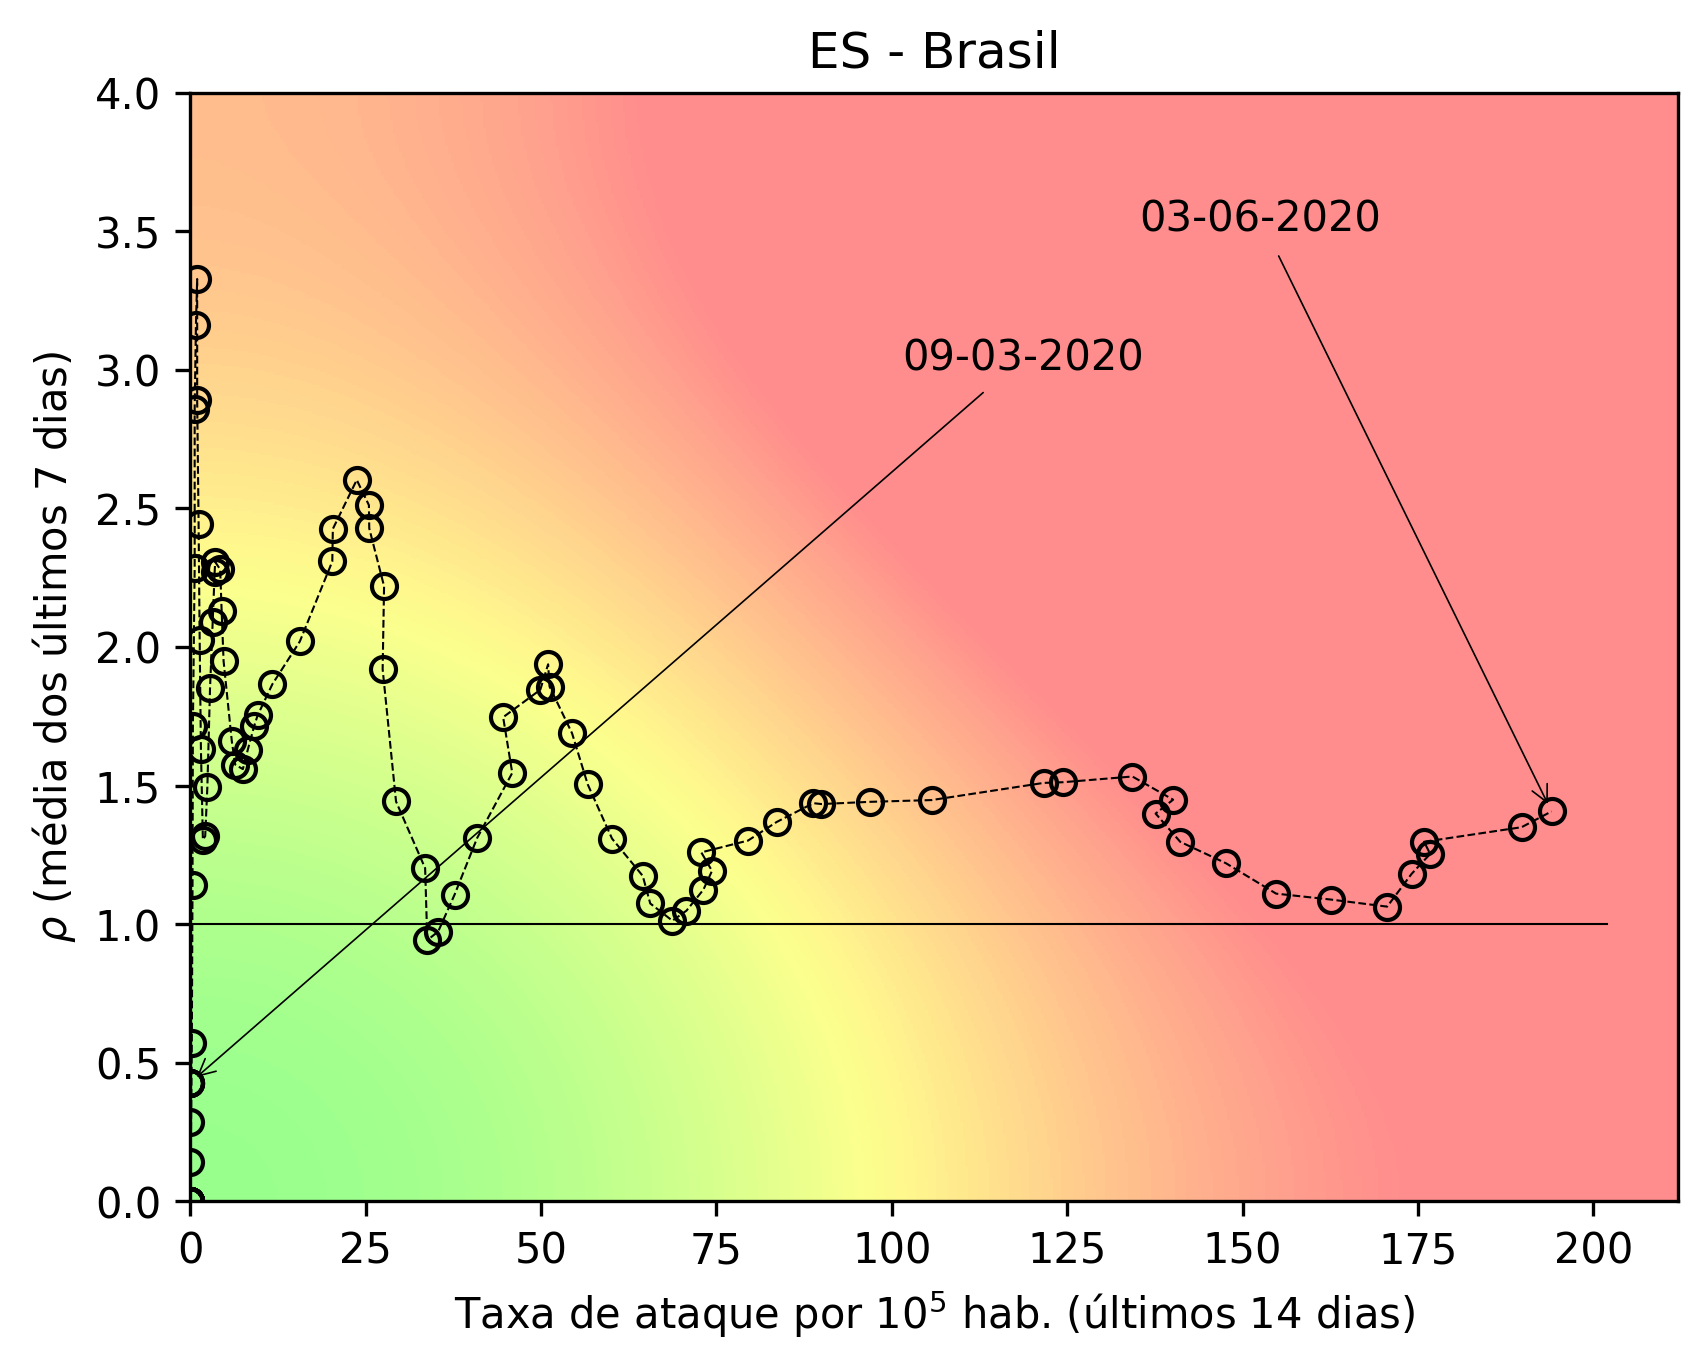 ES - Brasil
4.0
3.5
3.0
2.5
2.0
1.5
1.0
0.5
0.0
ρ (média dos últimos 7 dias)
03-06-2020
09-03-2020
0 25 50 75 100 125 150 175 200
Taxa de ataque por 10⁵ hab. (últimos 14 dias)